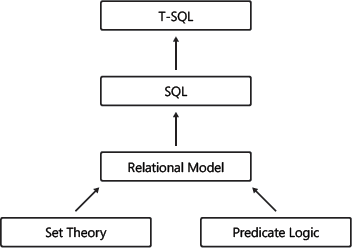 T-SQL
SQL
Relational Model
Set Theory
Predicate Logic